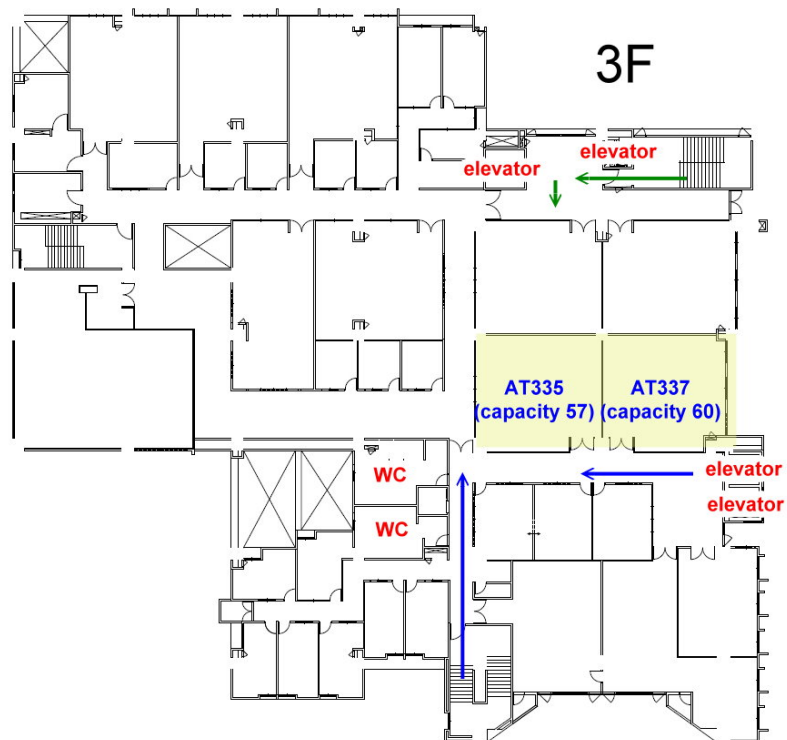 3F
elevator
elevator
AT335
(capacity 57)
AT337
(capacity 60)
WC
elevator
elevator
WC